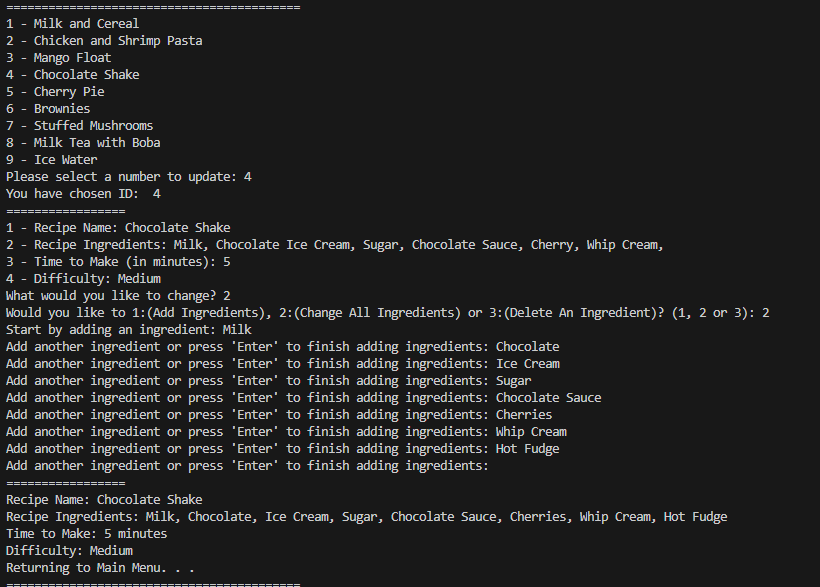 ==========================================
1 - Milk and Cereal
2 - Chicken and Shrimp Pasta
3 - Mango Float
4 - Chocolate Shake
5 - Cherry Pie
6 - Brownies
7 - Stuffed Mushrooms
8 - Milk Tea with Boba
9 - Ice Water
Please select a number to update: 4
You have chosen ID:  4
=================
1 - Recipe Name: Chocolate Shake
2 - Recipe Ingredients: Milk, Chocolate Ice Cream, Sugar, Chocolate Sauce, Cherry, Whip Cream,
3 - Time to Make (in minutes): 5
4 - Difficulty: Medium
What would you like to change? 2
Would you like to 1:(Add Ingredients), 2:(Change All Ingredients) or 3:(Delete An Ingredient)? (1, 2 or 3): 2
Start by adding an ingredient: Milk
Add another ingredient or press 'Enter' to finish adding ingredients: Chocolate
Add another ingredient or press 'Enter' to finish adding ingredients: Ice Cream
Add another ingredient or press 'Enter' to finish adding ingredients: Sugar
Add another ingredient or press 'Enter' to finish adding ingredients: Chocolate Sauce
Add another ingredient or press 'Enter' to finish adding ingredients: Cherries
Add another ingredient or press 'Enter' to finish adding ingredients: Whip Cream
Add another ingredient or press 'Enter' to finish adding ingredients: Hot Fudge
Add another ingredient or press 'Enter' to finish adding ingredients:
=================
Recipe Name: Chocolate Shake
Recipe Ingredients: Milk, Chocolate, Ice Cream, Sugar, Chocolate Sauce, Cherries, Whip Cream, Hot Fudge
Time to Make: 5 minutes
Difficulty: Medium
Returning to Main Menu. . .
==========================================